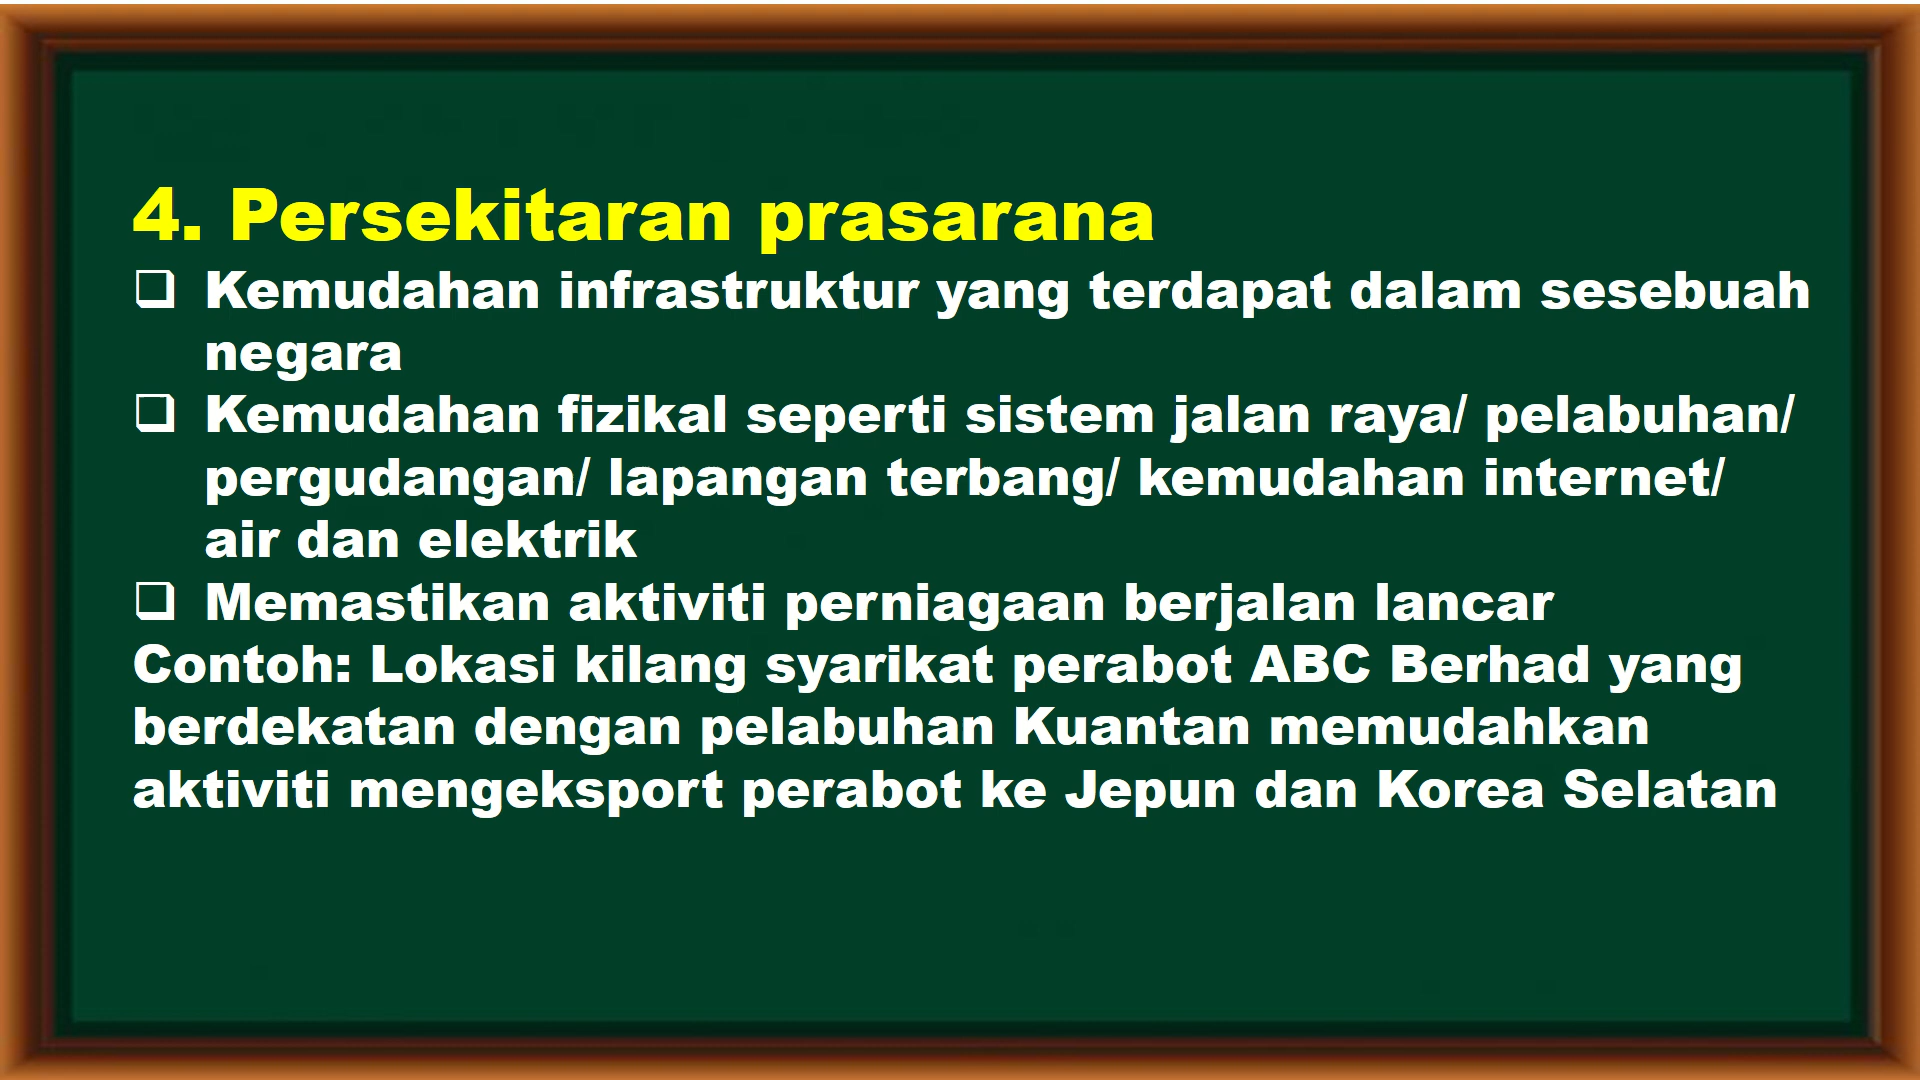 4. Persekitaran prasarana
❑ Kemudahan infrastruktur yang terdapat dalam sesebuah
negara
❑ Kemudahan fizikal seperti sistem jalan raya/ pelabuhan/
pergudangan/ lapangan terbang/ kemudahan internet/
air dan elektrik
❑ Memastikan aktiviti perniagaan berjalan lancar
Contoh: Lokasi kilang syarikat perabot ABC Berhad yang
berdekatan dengan pelabuhan Kuantan memudahkan
aktiviti mengeksport perabot ke Jepun dan Korea Selatan